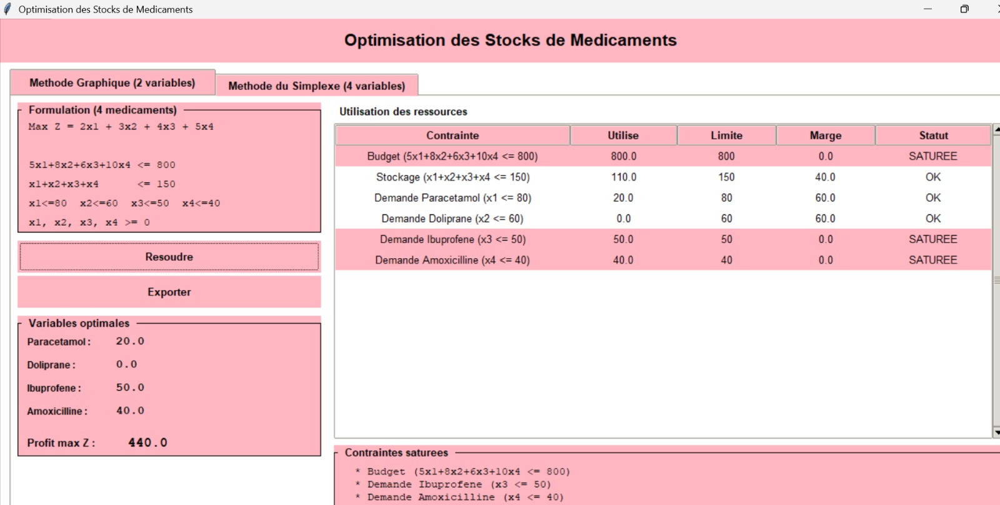 Optimisation des Stocks de Medicaments
Optimisation des Stocks de Medicaments
Methode Graphique (2 variables)
Methode du Simplexe (4 variables)
Formulation (4 medicaments)
Max Z = 2x1 + 3x2 + 4x3 + 5x4
5x1+8x2+6x3+10x4 <= 800
x1+x2+x3+x4 <= 150
x1<=80 x2<=60 x3<=50 x4<=40
x1, x2, x3, x4 >= 0
Resoudre
Exporter
Variables optimales
Paracetamol : 20.0
Doliprane : 0.0
Ibuprofene : 50.0
Amoxicilline : 40.0
Profit max Z : 440.0
Utilisation des ressources
Contrainte Utilise Limite Marge Statut
Budget (5x1+8x2+6x3+10x4 <= 800) 800.0 800 0.0 SATUREE
Stockage (x1+x2+x3+x4 <= 150) 110.0 150 40.0 OK
Demande Paracetamol (x1 <= 80) 20.0 80 60.0 OK
Demande Doliprane (x2 <= 60) 0.0 60 60.0 OK
Demande Ibuprofene (x3 <= 50) 50.0 50 0.0 SATUREE
Demande Amoxicilline (x4 <= 40) 40.0 40 0.0 SATUREE
Contraintes saturees
* Budget (5x1+8x2+6x3+10x4 <= 800)
* Demande Ibuprofene (x3 <= 50)
* Demande Amoxicilline (x4 <= 40)